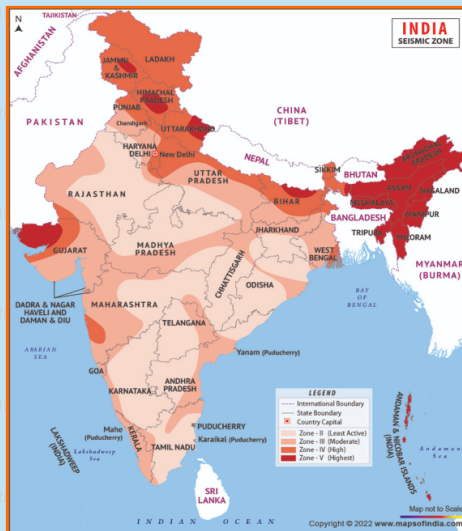 INDIA
SEISMIC ZONE
N
TAJIKISTAN
AFGHANISTAN
LADAKH
JAMMU
&
KASHMIR
HIMACHAL
PRADESH
PUNJAB
Chandigarh
UTTARAKHAND
PAKISTAN
CHINA
(TIBET)
HARYANA
DELHI
New Delhi
NEPAL
UTTAR
PRADESH
SIKKIM
BHUTAN
ARUNACHAL
PRADESH
ASSAM
NAGALAND
MEGHALAYA
MANIPUR
RAJASTHAN
BIHAR
BANGLADESH
TRIPURA
MIZORAM
JHARKHAND
WEST
BENGAL
MYANMAR
(BURMA)
GUJARAT
MADHYA
PRADESH
CHHATTISGARH
ODISHA
DADRA & NAGAR
HAVELI AND
DAMAN & DIU
MAHARASHTRA
BAY
OF
BENGAL
ARABIAN
SEA
TELANGANA
Yanam (Puducherry)
GOA
KARNATAKA
ANDHRA
PRADESH
LEGEND
International Boundary
State Boundary
Country Capital
Zone - II (Least Active)
Zone - III (Moderate)
Zone - IV (High)
Zone - V (Highest)
PUDUCHERRY
Karaikal (Puducherry)
Mahe
(Puducherry)
KERALA
TAMIL NADU
LAKSHADWEEP
(INDIA)
Lakshadweep
Sea
ANDAMAN & NICOBAR ISLANDS
(INDIA)
Andaman
Sea
SRI
LANKA
INDIAN OCEAN
Map not to Scale
Copyright © 2022 www.mapsofindia.com